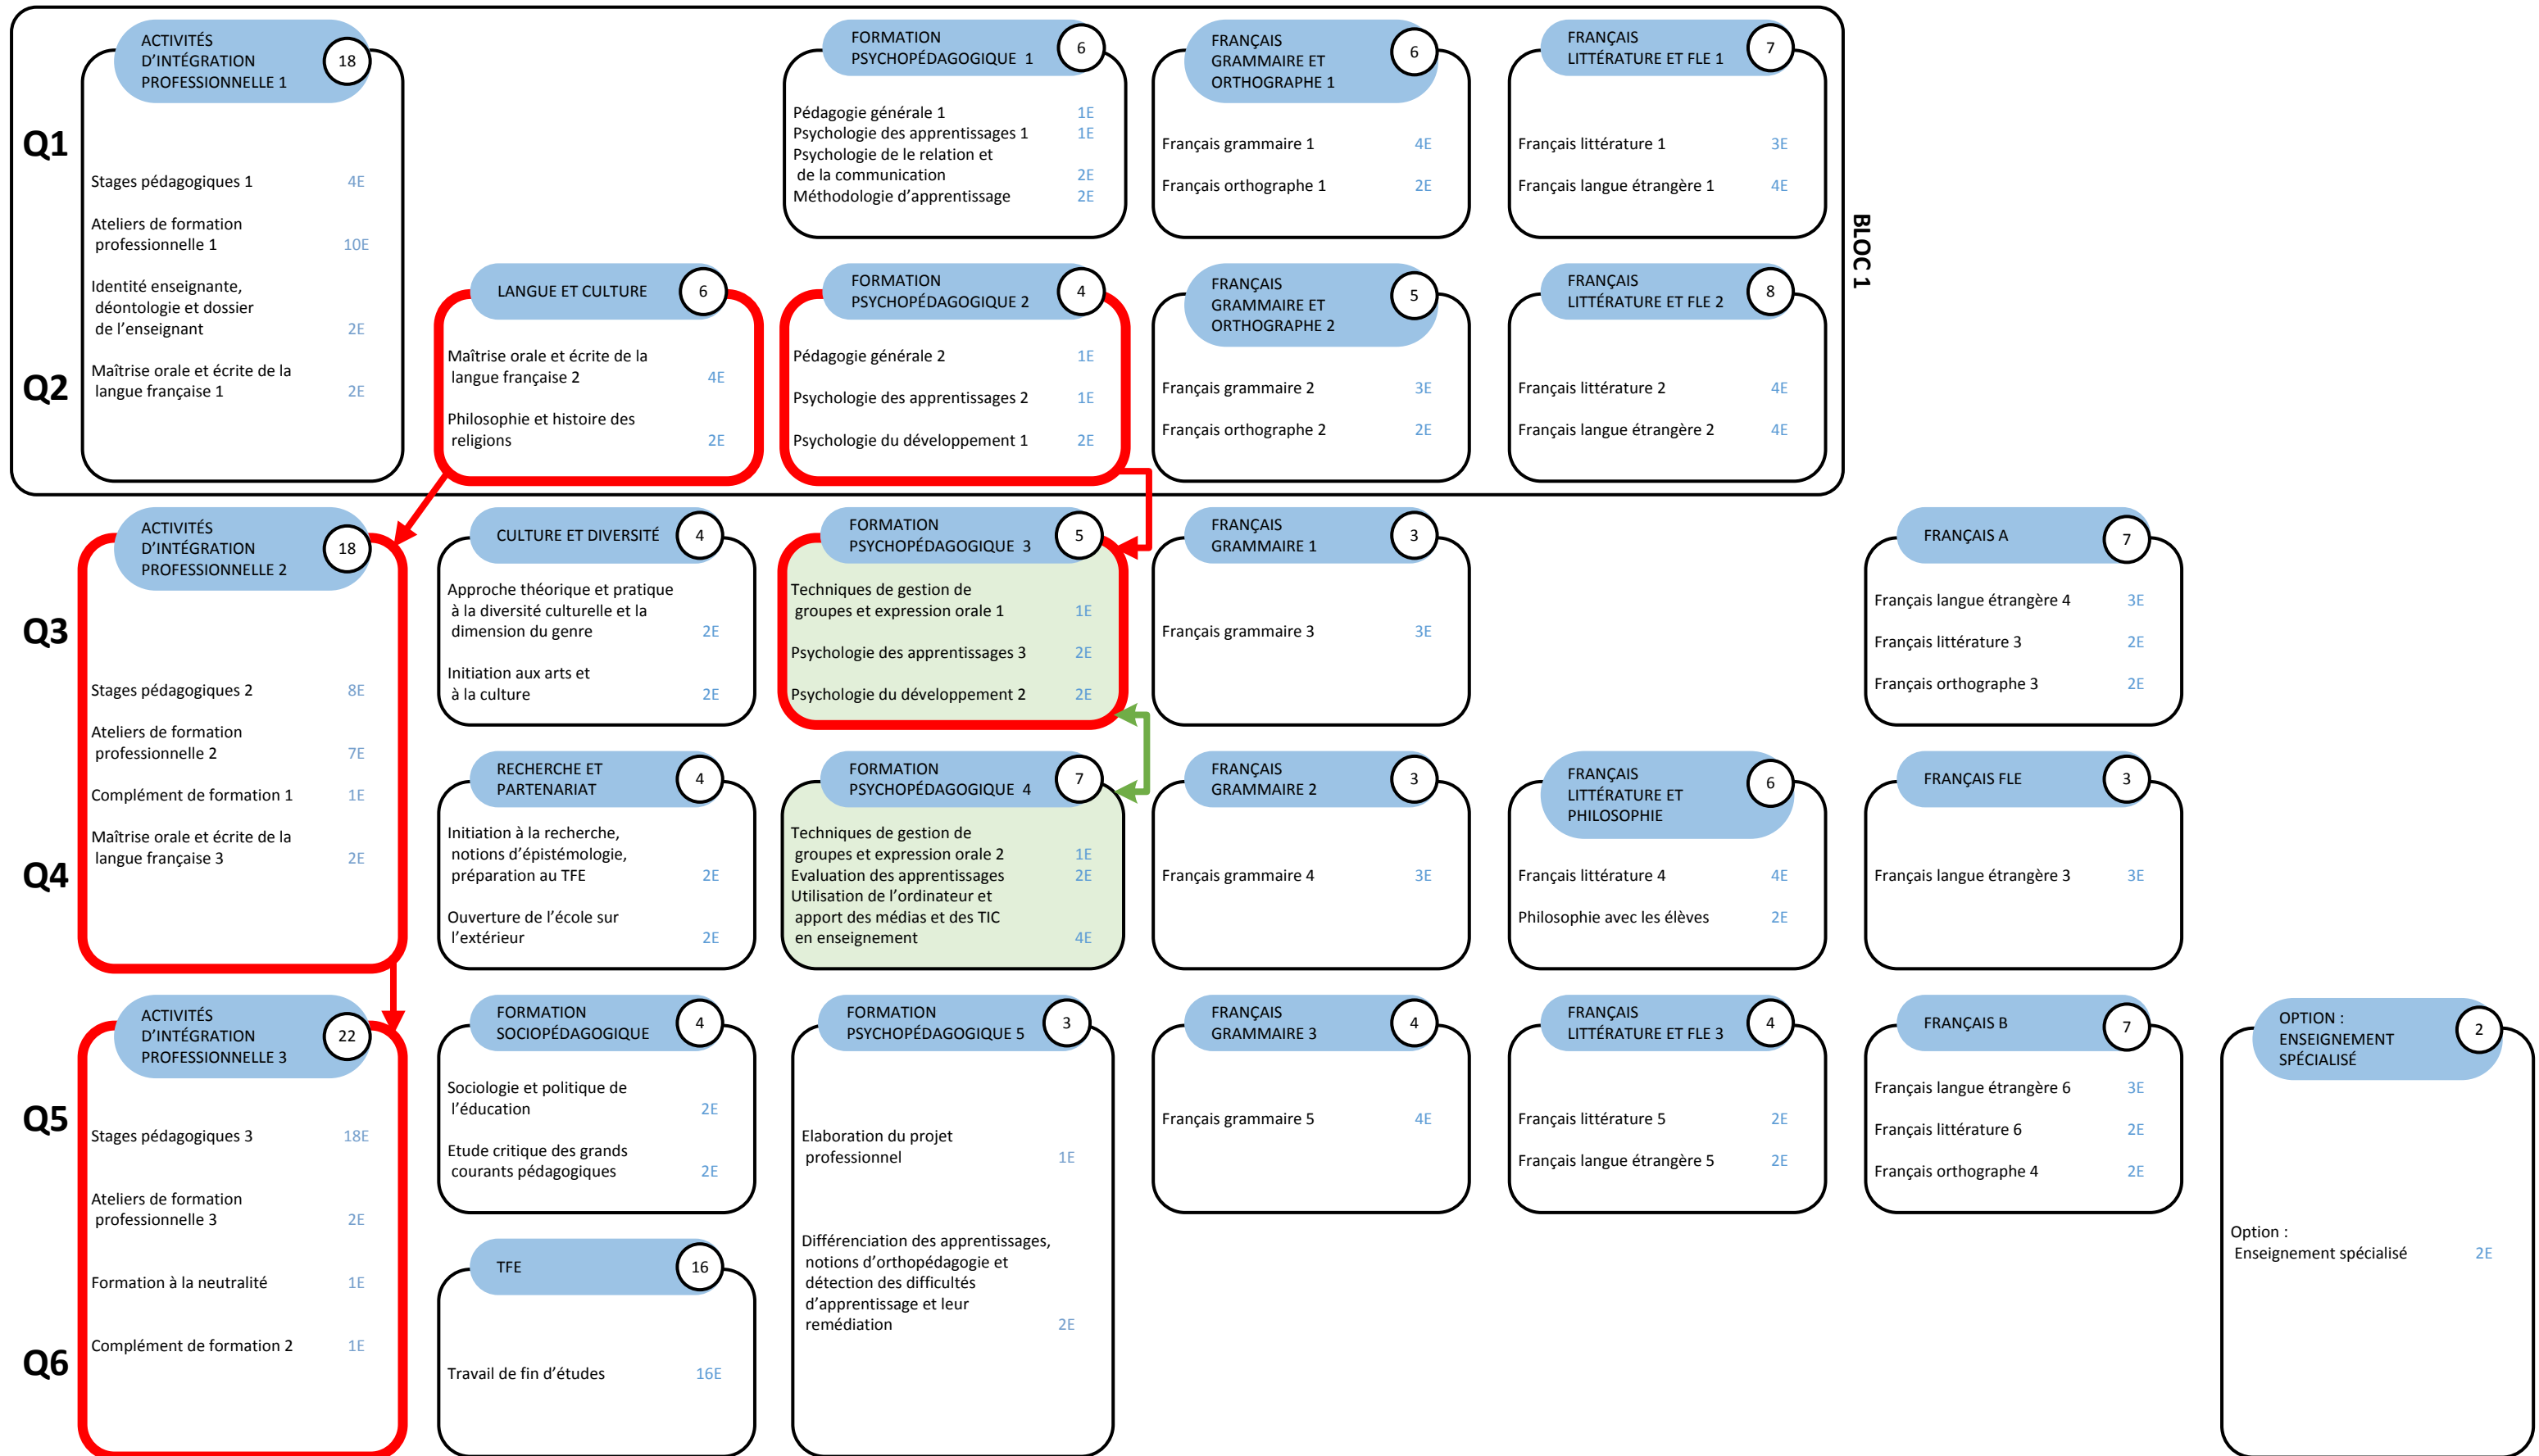 ACTIVITÉS
D'INTÉGRATION
PROFESSIONNELLE 1
18
Stages pédagogiques 1 4E
Ateliers de formation
professionnelle 1 10E
Identité enseignante,
déontologie et dossier
de l'enseignant 2E
Maîtrise orale et écrite de la
langue française 1 2E
FORMATION
PSYCHOPÉDAGOGIQUE 1
6
Pédagogie générale 1 1E
Psychologie des apprentissages 1 1E
Psychologie de le relation et
de la communication 2E
Méthodologie d'apprentissage 2E
FRANÇAIS
GRAMMAIRE ET
ORTHOGRAPHE 1
6
Français grammaire 1 4E
Français orthographe 1 2E
FRANÇAIS
LITTÉRATURE ET FLE 1
7
Français littérature 1 3E
Français langue étrangère 1 4E
Q1
BLOC 1
LANGUE ET CULTURE
6
Maîtrise orale et écrite de la
langue française 2 4E
Philosophie et histoire des
religions 2E
FORMATION
PSYCHOPÉDAGOGIQUE 2
4
Pédagogie générale 2 1E
Psychologie des apprentissages 2 1E
Psychologie du développement 1 2E
FRANÇAIS
GRAMMAIRE ET
ORTHOGRAPHE 2
5
Français grammaire 2 3E
Français orthographe 2 2E
FRANÇAIS
LITTÉRATURE ET FLE 2
8
Français littérature 2 4E
Français langue étrangère 2 4E
Q2
ACTIVITÉS
D'INTÉGRATION
PROFESSIONNELLE 2
18
Stages pédagogiques 2 8E
Ateliers de formation
professionnelle 2 7E
Complément de formation 1 1E
Maîtrise orale et écrite de la
langue française 3 2E
CULTURE ET DIVERSITÉ
4
Approche théorique et pratique
à la diversité culturelle et la
dimension du genre 2E
Initiation aux arts et
à la culture 2E
FORMATION
PSYCHOPÉDAGOGIQUE 3
5
Techniques de gestion de
groupes et expression orale 1 1E
Psychologie des apprentissages 3 2E
Psychologie du développement 2 2E
FRANÇAIS
GRAMMAIRE 1
3
Français grammaire 3 3E
FRANÇAIS A
7
Français langue étrangère 4 3E
Français littérature 3 2E
Français orthographe 3 2E
Q3
RECHERCHE ET
PARTENARIAT
4
Initiation à la recherche,
notions d'épistémologie,
préparation au TFE 2E
Ouverture de l'école sur
l'extérieur 2E
FORMATION
PSYCHOPÉDAGOGIQUE 4
7
Techniques de gestion de
groupes et expression orale 2 1E
Evaluation des apprentissages 2E
Utilisation de l'ordinateur et
apport des médias et des TIC
en enseignement 4E
FRANÇAIS
GRAMMAIRE 2
3
Français grammaire 4 3E
FRANÇAIS
LITTÉRATURE ET
PHILOSOPHIE
6
Français littérature 4 4E
Philosophie avec les élèves 2E
FRANÇAIS FLE
3
Français langue étrangère 3 3E
Q4
ACTIVITÉS
D'INTÉGRATION
PROFESSIONNELLE 3
22
Stages pédagogiques 3 18E
Ateliers de formation
professionnelle 3 2E
Formation à la neutralité 1E
Complément de formation 2 1E
FORMATION
SOCIOPÉDAGOGIQUE
4
Sociologie et politique de
l'éducation 2E
Etude critique des grands
courants pédagogiques 2E
FORMATION
PSYCHOPÉDAGOGIQUE 5
3
Elaboration du projet
professionnel 1E
Différenciation des apprentissages,
notions d'orthopédagogie et
détection des difficultés
d'apprentissage et leur
remédiation 2E
FRANÇAIS
GRAMMAIRE 3
4
Français grammaire 5 4E
FRANÇAIS
LITTÉRATURE ET FLE 3
4
Français littérature 5 2E
Français langue étrangère 5 2E
FRANÇAIS B
7
Français langue étrangère 6 3E
Français littérature 6 2E
Français orthographe 4 2E
OPTION :
ENSEIGNEMENT
SPÉCIALISÉ
2
Option :
Enseignement spécialisé 2E
Q5
TFE
16
Travail de fin d'études 16E
Q6